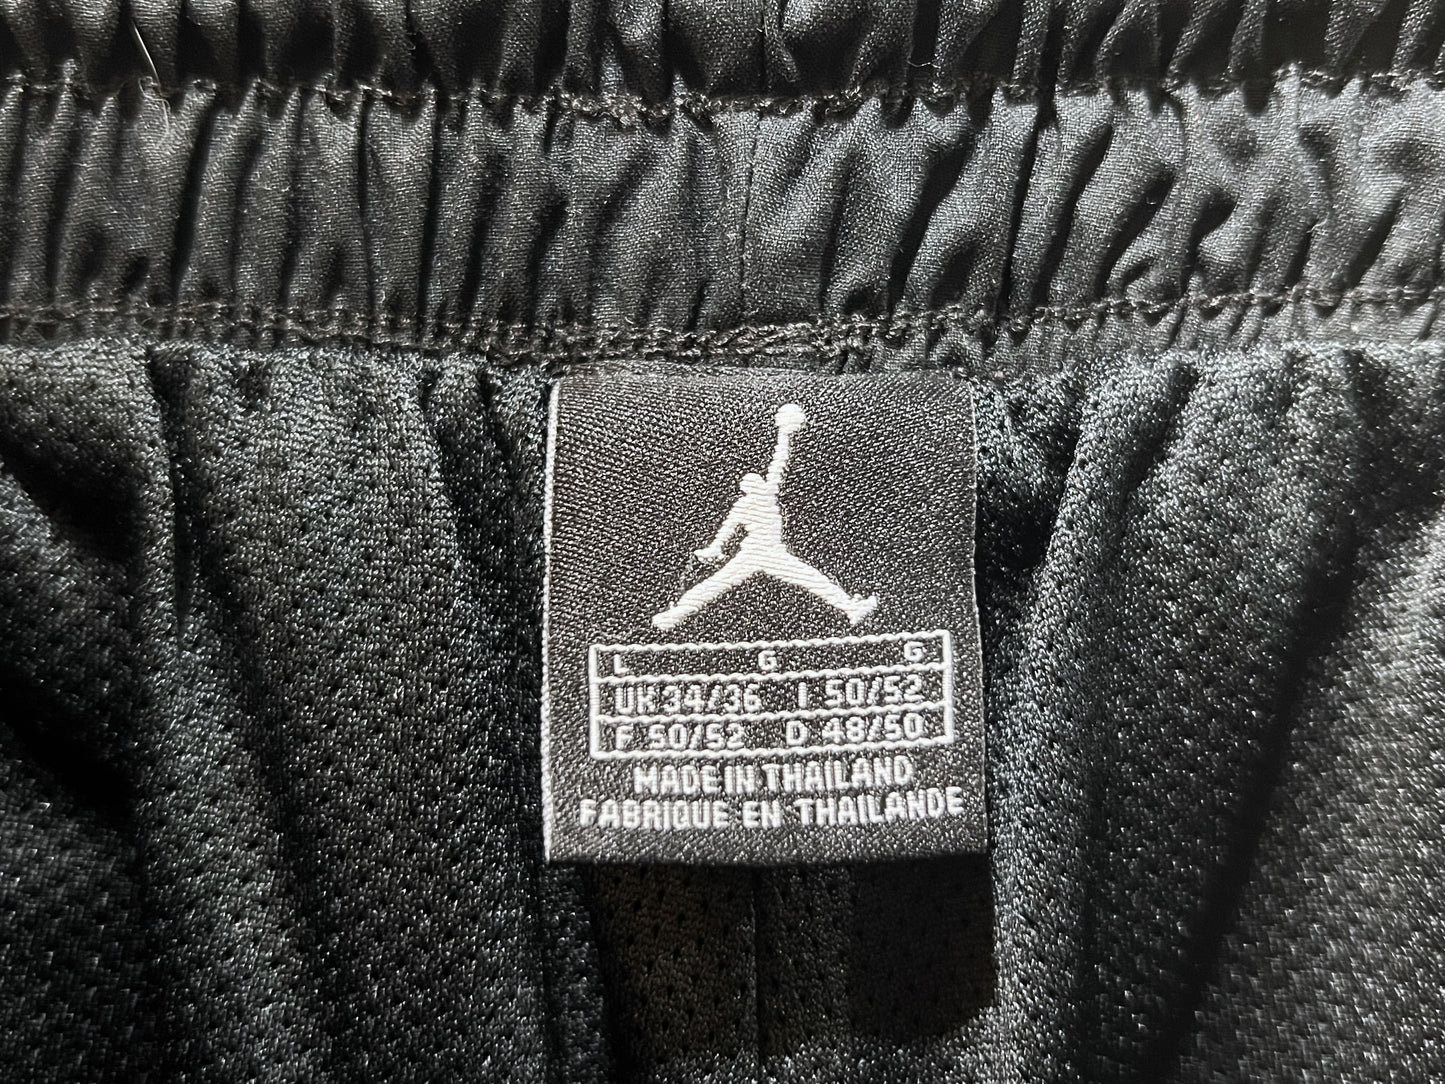 L G G
UK 34/36 I 50/52
F 50/52 D 48/50
MADE IN THAILAND
FABRIQUE EN THAILANDE